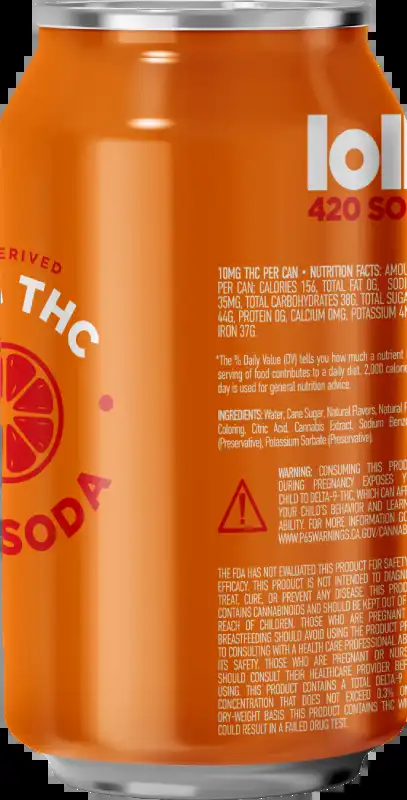 ERIVED
THC
SODA
lol
420 SO
10MG THC PER CAN • NUTRITION FACTS: AMOU
PER CAN: CALORIES 156, TOTAL FAT 0G, SODI
35MG, TOTAL CARBOHYDRATES 38G, TOTAL SUGA
44G, PROTEIN 0G, CALCIUM 0MG, POTASSIUM 4M
IRON 37G.
*The % Daily Value (DV) tells you how much a nutrient
serving of food contributes to a daily diet. 2,000 calorie
day is used for general nutrition advice.
INGREDIENTS: Water, Cane Sugar, Natural Flavors, Natural F
Coloring, Citric Acid, Cannabis Extract, Sodium Benzo
(Preservative), Potassium Sorbate (Preservative).
WARNING: CONSUMING THIS PROD
DURING PREGNANCY EXPOSES Y
CHILD TO DELTA-9-THC, WHICH CAN AFF
YOUR CHILD'S BEHAVIOR AND LEARN
ABILITY. FOR MORE INFORMATION GO
WWW.P65WARNINGS.CA.GOV/CANNAB
THE FDA HAS NOT EVALUATED THIS PRODUCT FOR SAFETY
EFFICACY. THIS PRODUCT IS NOT INTENDED TO DIAGNO
TREAT, CURE, OR PREVENT ANY DISEASE. THIS PRODU
CONTAINS CANNABINOIDS AND SHOULD BE KEPT OUT OF
REACH OF CHILDREN. THOSE WHO ARE PREGNANT
BREASTFEEDING SHOULD AVOID USING THE PRODUCT PR
TO CONSULTING WITH A HEALTH CARE PROFESSIONAL AB
ITS SAFETY. THOSE WHO ARE PREGNANT OR NURS
SHOULD CONSULT THEIR HEALTHCARE PROVIDER BEF
USING. THIS PRODUCT CONTAINS A TOTAL DELTA-9
CONCENTRATION THAT DOES NOT EXCEED 0.3% O
DRY-WEIGHT BASIS. THIS PRODUCT CONTAINS THC WH
COULD RESULT IN A FAILED DRUG TEST.